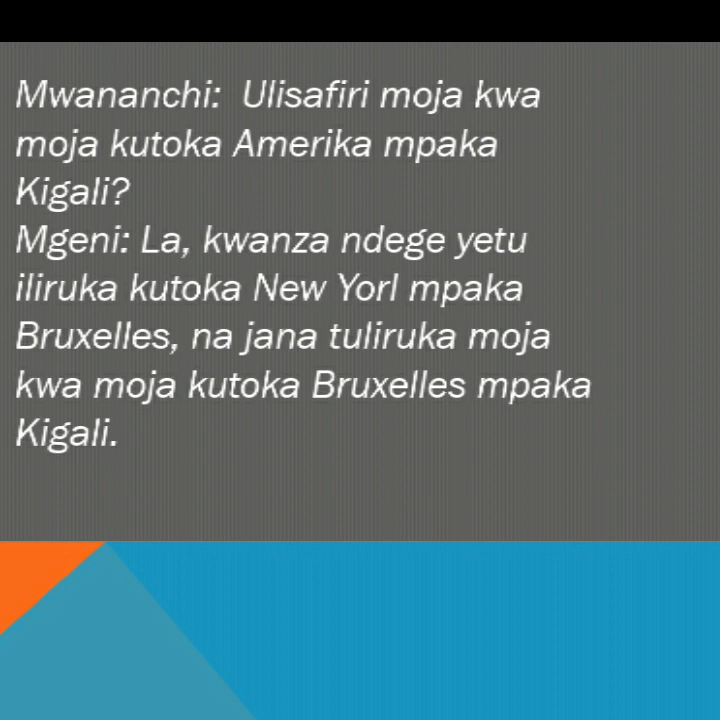 Mwananchi:  Ulisafiri moja kwa
moja kutoka Amerika mpaka
Kigali?
Mgeni: La, kwanza ndege yetu
iliruka kutoka New Yorl mpaka
Bruxelles, na jana tuliruka moja
kwa moja kutoka Bruxelles mpaka
Kigali.